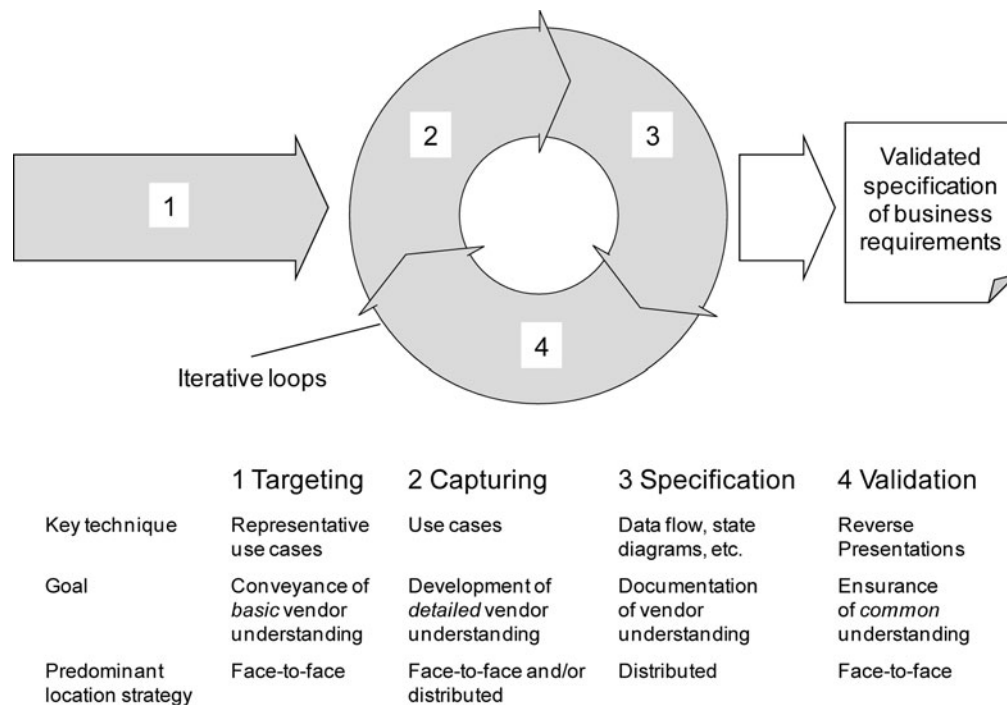 1
2
3
4
Validated
specification
of business
requirements
Iterative loops
1 Targeting 2 Capturing 3 Specification 4 Validation
Key technique Representative Use cases Data flow, state Reverse
use cases diagrams, etc. Presentations
Goal Conveyance of Development of Documentation Ensurance
basic vendor detailed vendor of vendor of common
understanding understanding understanding understanding
Predominant Face-to-face Face-to-face and/or Distributed Face-to-face
location strategy distributed